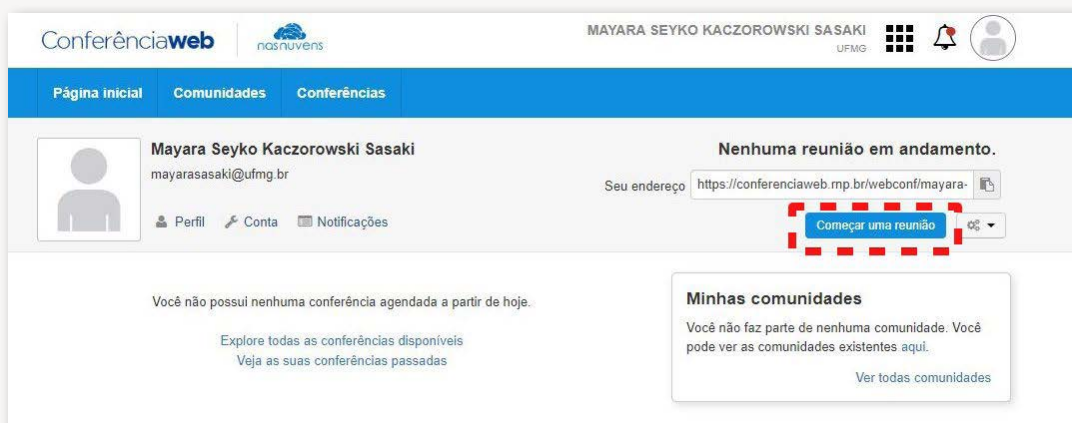 Conferênciaweb nasnuvens
MAYARA SEYKO KACZOROWSKI SASAKI
UFMG
Página inicial Comunidades Conferências
Mayara Seyko Kaczorowski Sasaki
mayarasasaki@ufmg.br
Perfil Conta Notificações
Nenhuma reunião em andamento.
Seu endereço https://conferenciaweb.rnp.br/webconf/mayara-
Começar uma reunião
Você não possui nenhuma conferência agendada a partir de hoje.
Explore todas as conferências disponíveis
Veja as suas conferências passadas
Minhas comunidades
Você não faz parte de nenhuma comunidade. Você
pode ver as comunidades existentes aqui.
Ver todas comunidades